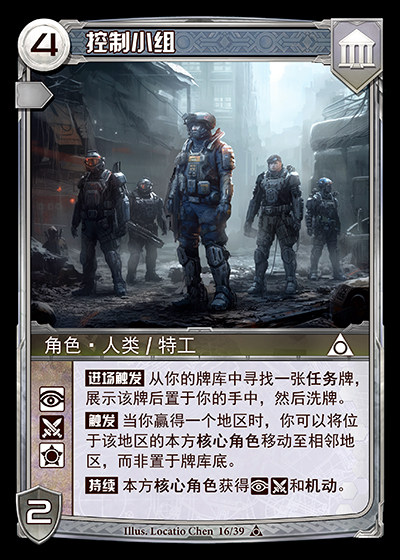 4
控制小组
角色·人类/特工
进场触发 从你的牌库中寻找一张任务牌，
展示该牌后置于你的手中，然后洗牌。
触发 当你赢得一个地区时，你可以将位
于该地区的本方核心角色移动至相邻地
区，而非置于牌库底。
持续 本方核心角色获得和机动。
2
Illus. Locatio Chen 16/39